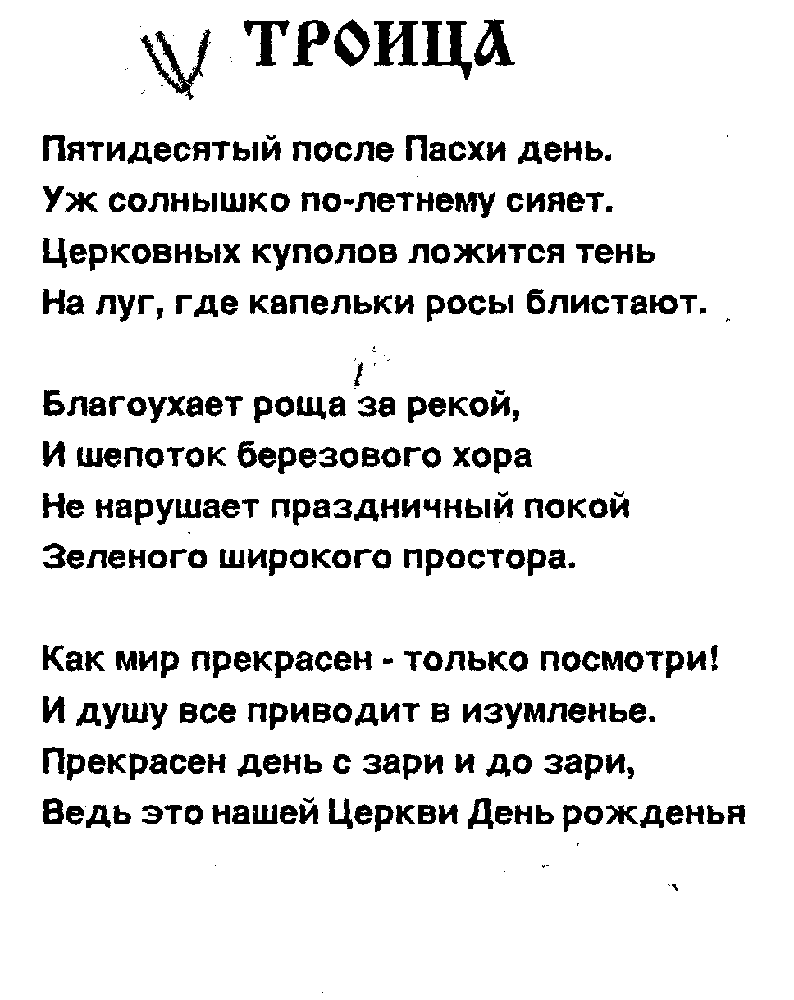 ТРОИЦА
Пятидесятый после Пасхи день.
Уж солнышко по-летнему сияет.
Церковных куполов ложится тень
На луг, где капельки росы блистают.
Благоухает роща за рекой,
И шепоток березового хора
Не нарушает праздничный покой
Зеленого широкого простора.
Как мир прекрасен - только посмотри!
И душу все приводит в изумленье.
Прекрасен день с зари и до зари,
Ведь это нашей Церкви День рожденья